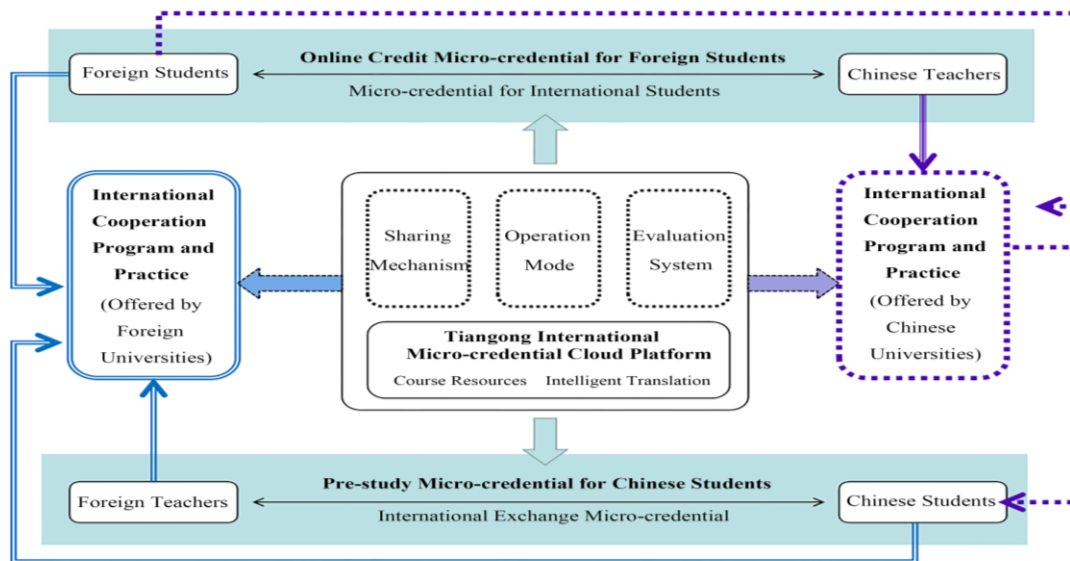 Online Credit Micro-credential for Foreign Students
Foreign Students
Chinese Teachers
Micro-credential for International Students
International
Cooperation
Program and
Practice
(Offered by
Foreign
Universities)
Sharing
Mechanism
Operation
Mode
Evaluation
System
Tiangong International
Micro-credential Cloud Platform
Course Resources Intelligent Translation
International
Cooperation
Program and
Practice
(Offered by
Chinese
Universities)
Pre-study Micro-credential for Chinese Students
Foreign Teachers
Chinese Students
International Exchange Micro-credential